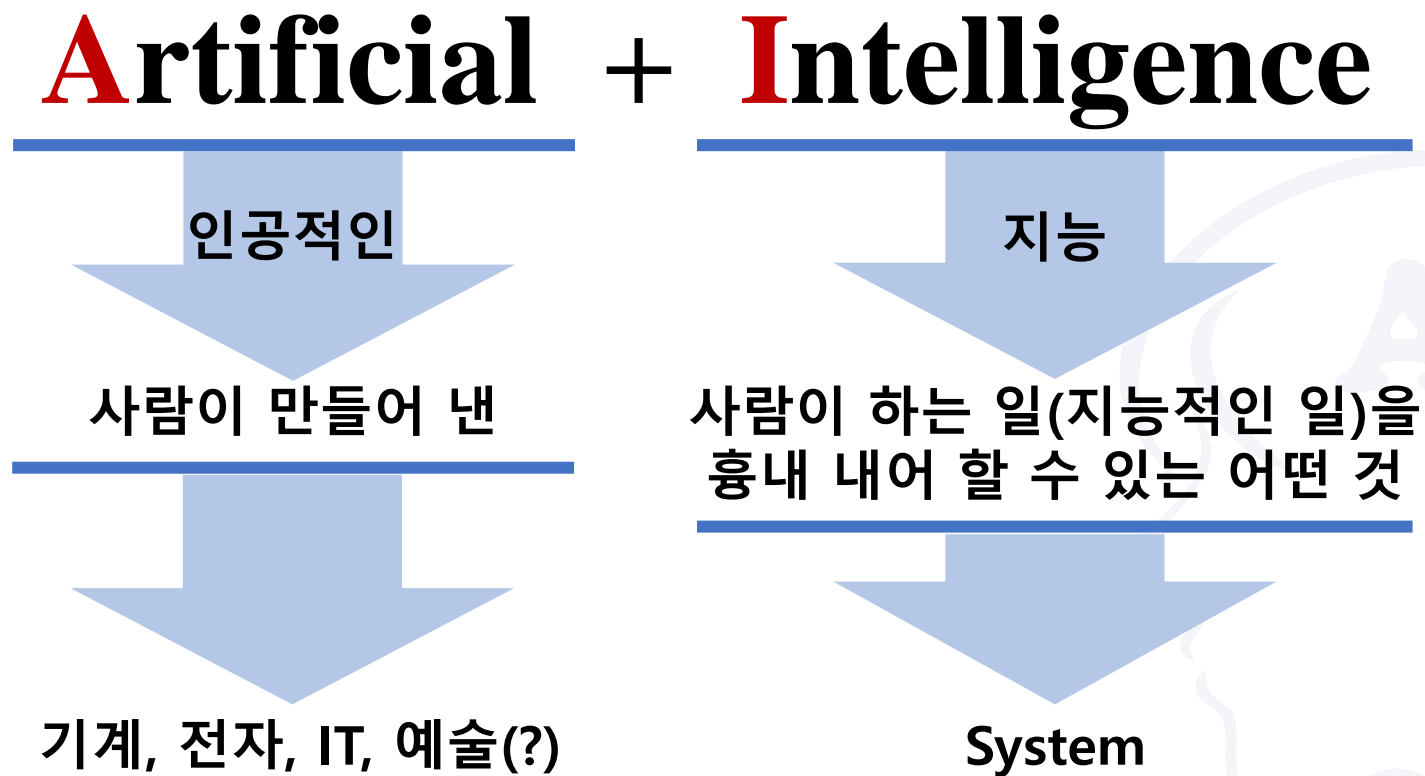 Artificial + Intelligence
인공적인
지능
사람이 만들어 낸
사람이 하는 일(지능적인 일)을
흉내 내어 할 수 있는 어떤 것
기계, 전자, IT, 예술(?)
System